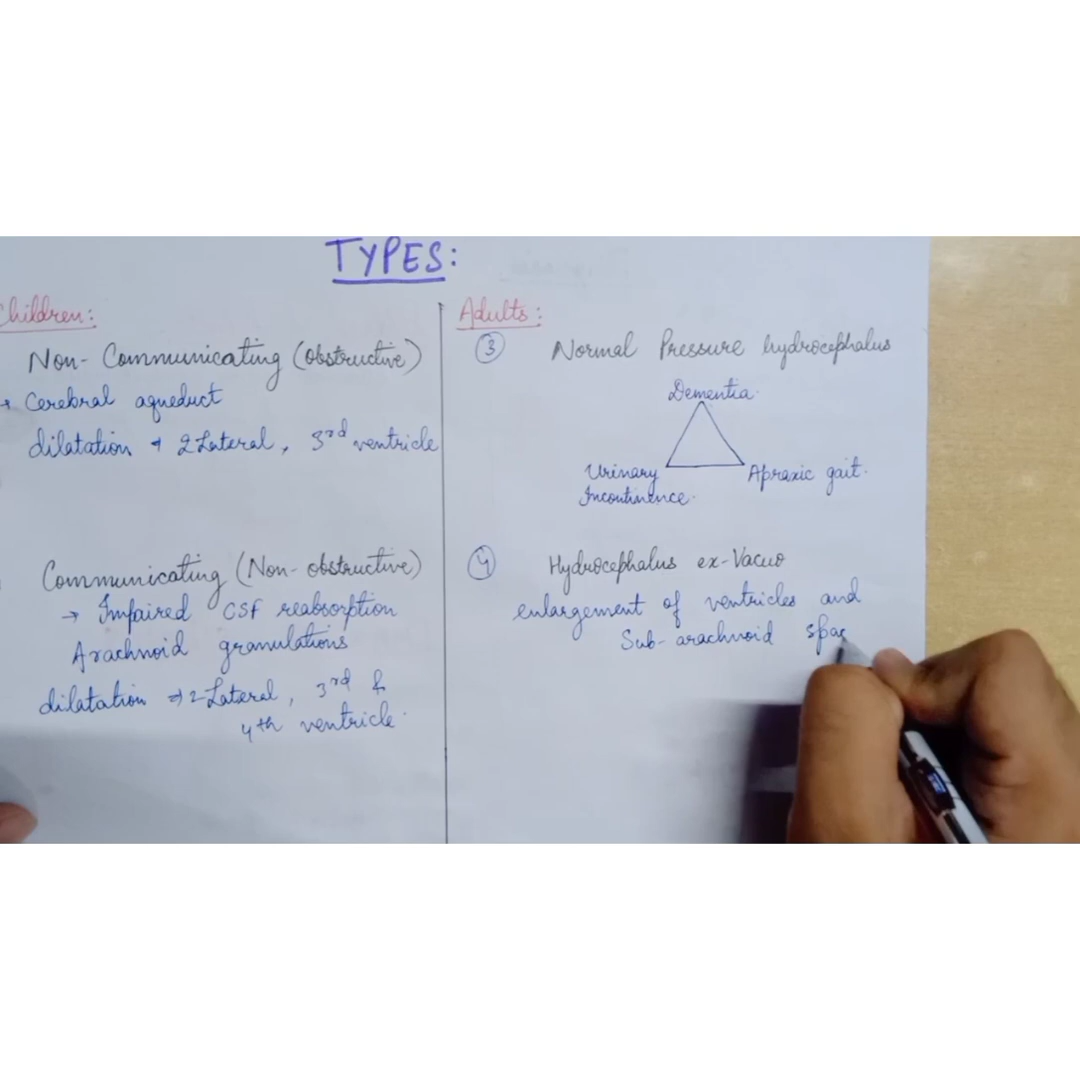 TYPES:
Children:
Non-Communicating (Obstructive)
→ Cerebral aqueduct
dilatation → 2 Lateral, 3rd ventricle
Communicating (Non-obstructive)
→ Impaired CSF reabsorption
Arachnoid granulations
dilatation ⇒ 2 Lateral, 3rd &
4th ventricle.
Adults:
③ Normal Pressure hydrocephalus
Dementia.
Urinary Incontinence.
Apraxic gait.
④ Hydrocephalus ex-Vacuo
enlargement of ventricles and
Sub-arachnoid spac